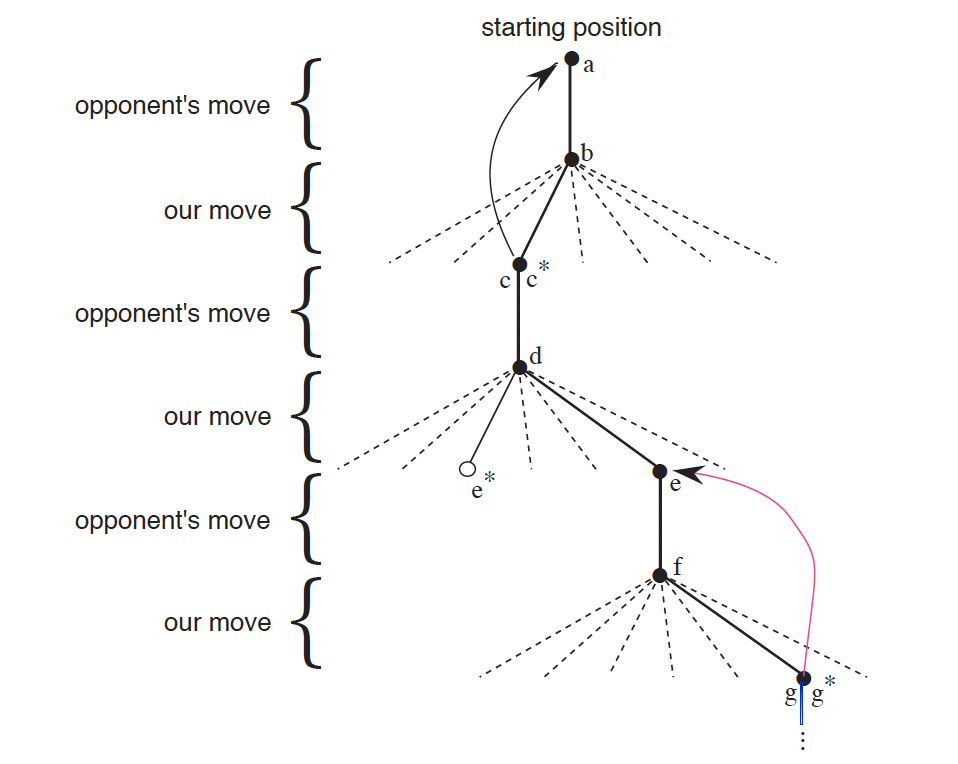 starting position
a
opponent's move
b
our move
c c*
opponent's move
d
our move
e*
e
opponent's move
f
our move
g g*
⋮